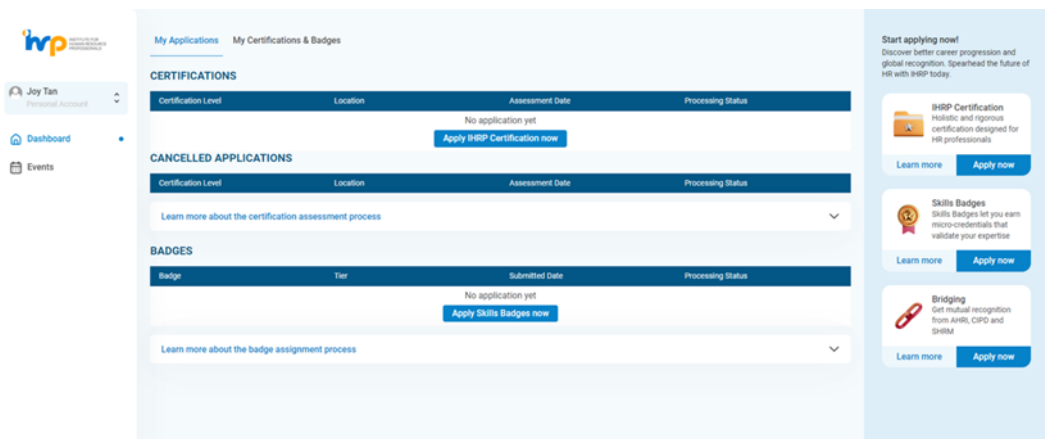 ihrp INSTITUTE FOR
HUMAN RESOURCE
PROFESSIONALS
Joy Tan
Personal Account
Dashboard
Events
My Applications My Certifications & Badges
CERTIFICATIONS
Certification Level Location Assessment Date Processing Status
No application yet
Apply IHRP Certification now
CANCELLED APPLICATIONS
Certification Level Location Assessment Date Processing Status
Learn more about the certification assessment process
BADGES
Badge Tier Submitted Date Processing Status
No application yet
Apply Skills Badges now
Learn more about the badge assignment process
Start applying now!
Discover better career progression and
global recognition. Spearhead the future of
HR with IHRP today.
IHRP Certification
Holistic and rigorous
certification designed for
HR professionals
Learn more Apply now
Skills Badges
Skills Badges let you earn
micro-credentials that
validate your expertise
Learn more Apply now
Bridging
Get mutual recognition
from AHRI, CIPD and
SHRM
Learn more Apply now